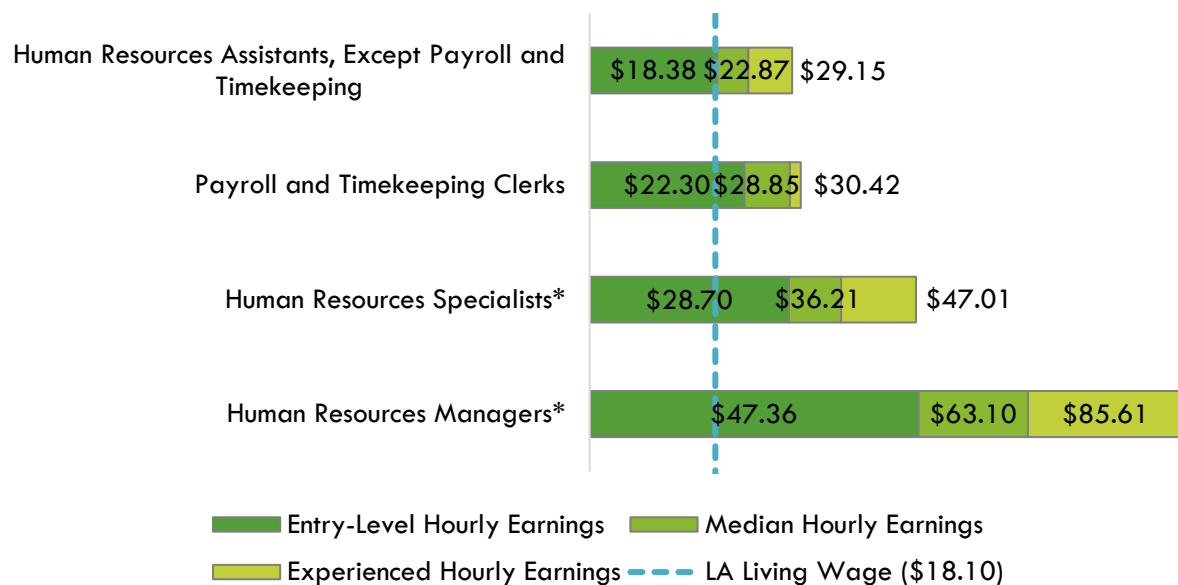 Human Resources Assistants, Except Payroll and
Timekeeping
$18.38 $22.87 $29.15
Payroll and Timekeeping Clerks
$22.30 $28.85 $30.42
Human Resources Specialists*
$28.70 $36.21 $47.01
Human Resources Managers*
$47.36 $63.10 $85.61
Entry-Level Hourly Earnings Median Hourly Earnings
Experienced Hourly Earnings LA Living Wage ($18.10)